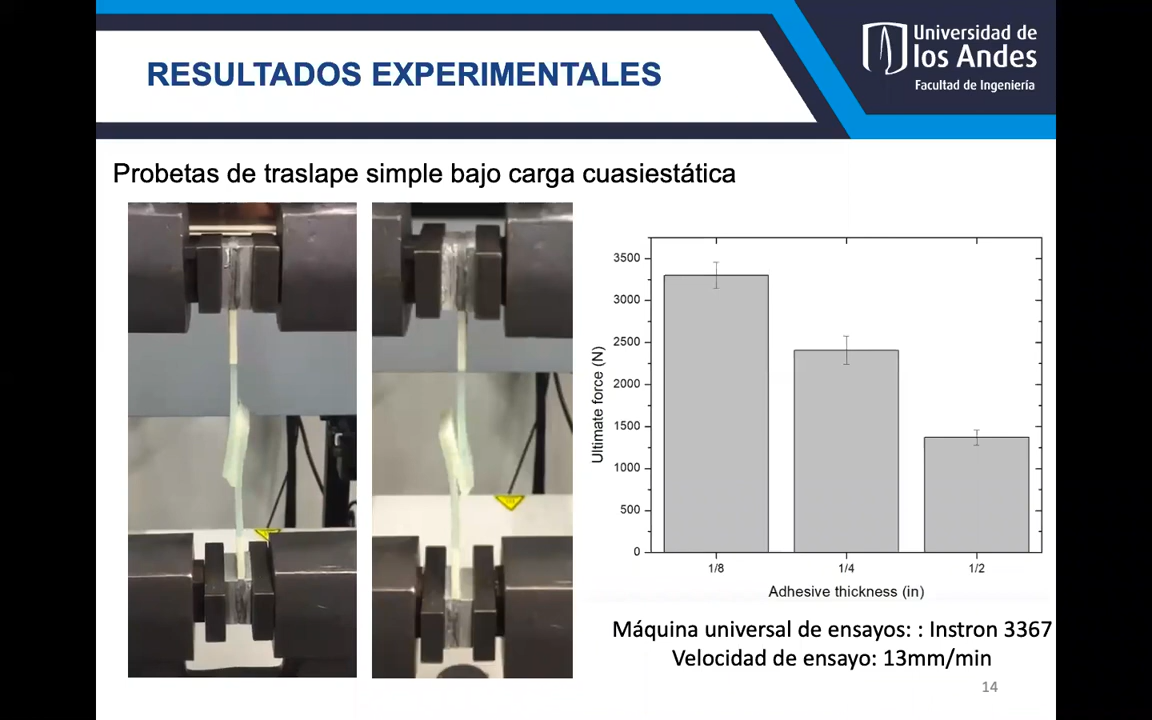 RESULTADOS EXPERIMENTALES
Universidad de
los Andes
Facultad de Ingeniería
Probetas de traslape simple bajo carga cuasiestática
Ultimate force (N)
3500
3000
2500
2000
1500
1000
500
0
1/8
1/4
1/2
Adhesive thickness (in)
Máquina universal de ensayos: : Instron 3367
Velocidad de ensayo: 13mm/min
14